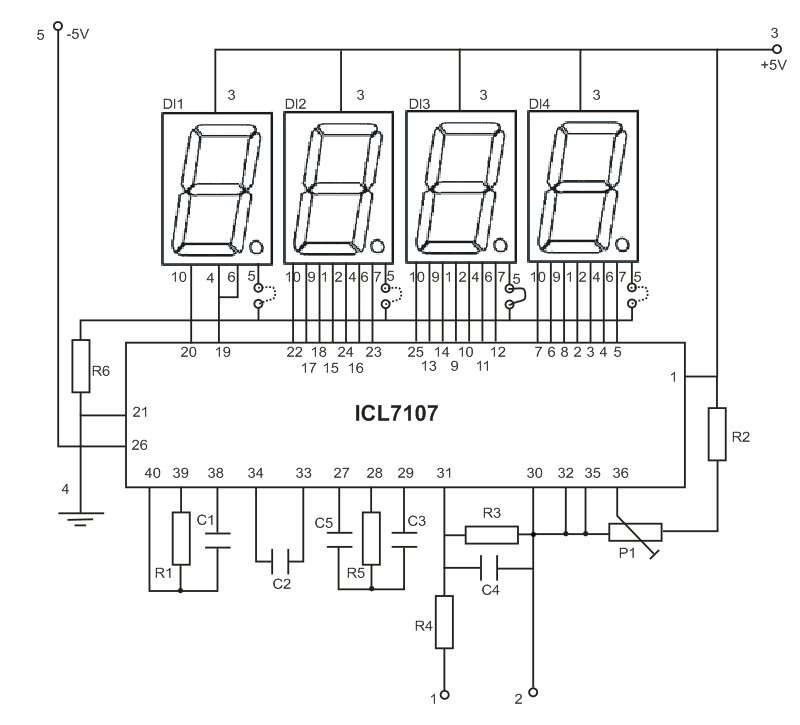 5 -5V
3
+5V
DI1 3 DI2 3 DI3 3 DI4 3
10 4 6 5 10 9 1 2 4 6 7 5 10 9 1 2 4 6 7 5 10 9 1 2 4 6 7 5
20 19 22 18 24 23 25 14 10 12 7 6 8 2 3 4 5
17 15 16 13 9 11
R6
1
ICL7107
21
26
R2
40 39 38 34 33 27 28 29 31 30 32 35 36
4
C1 C5 C3 R3
R1 C2 R5 C4 P1
R4
1 2